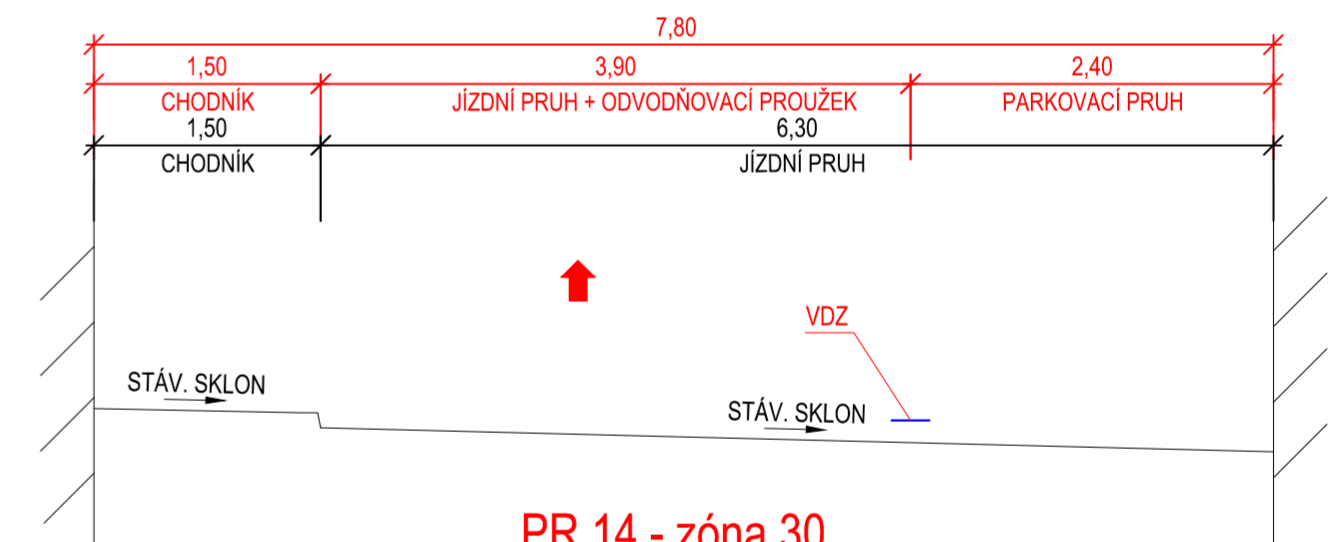 7,80
1,50 3,90 2,40
CHODNÍK JÍZDNÍ PRUH + ODVODŇOVACÍ PROUŽEK PARKOVACÍ PRUH
1,50 6,30
CHODNÍK JÍZDNÍ PRUH
VDZ
STÁV. SKLON
STÁV. SKLON
PR 14 - zóna 30